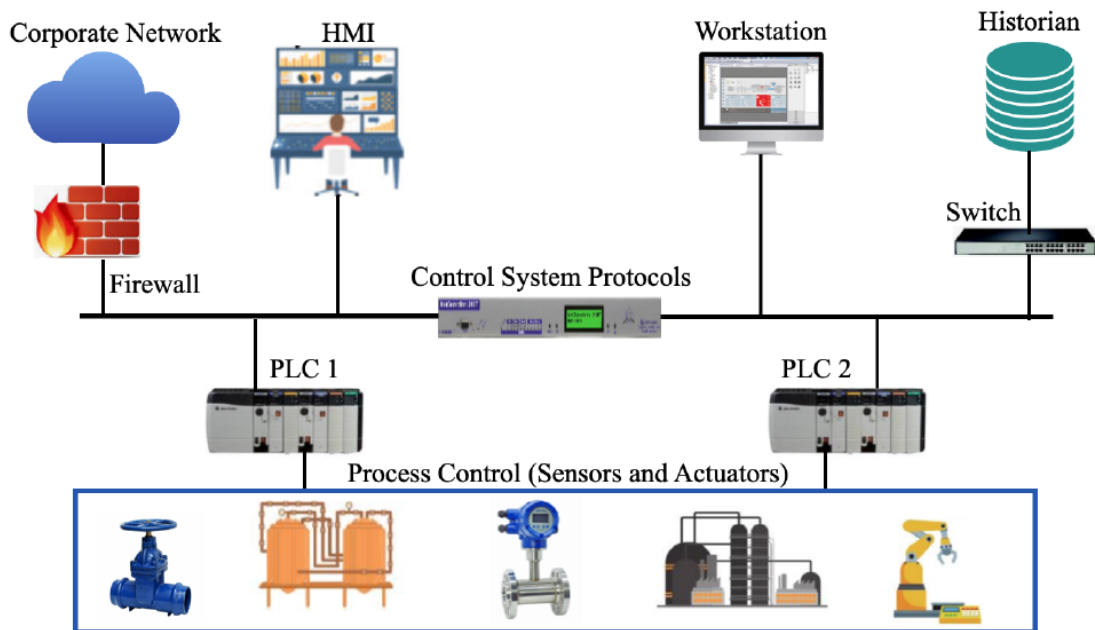 Corporate Network
HMI
Workstation
Historian
Switch
Firewall
Control System Protocols
PLC 1
PLC 2
Process Control (Sensors and Actuators)